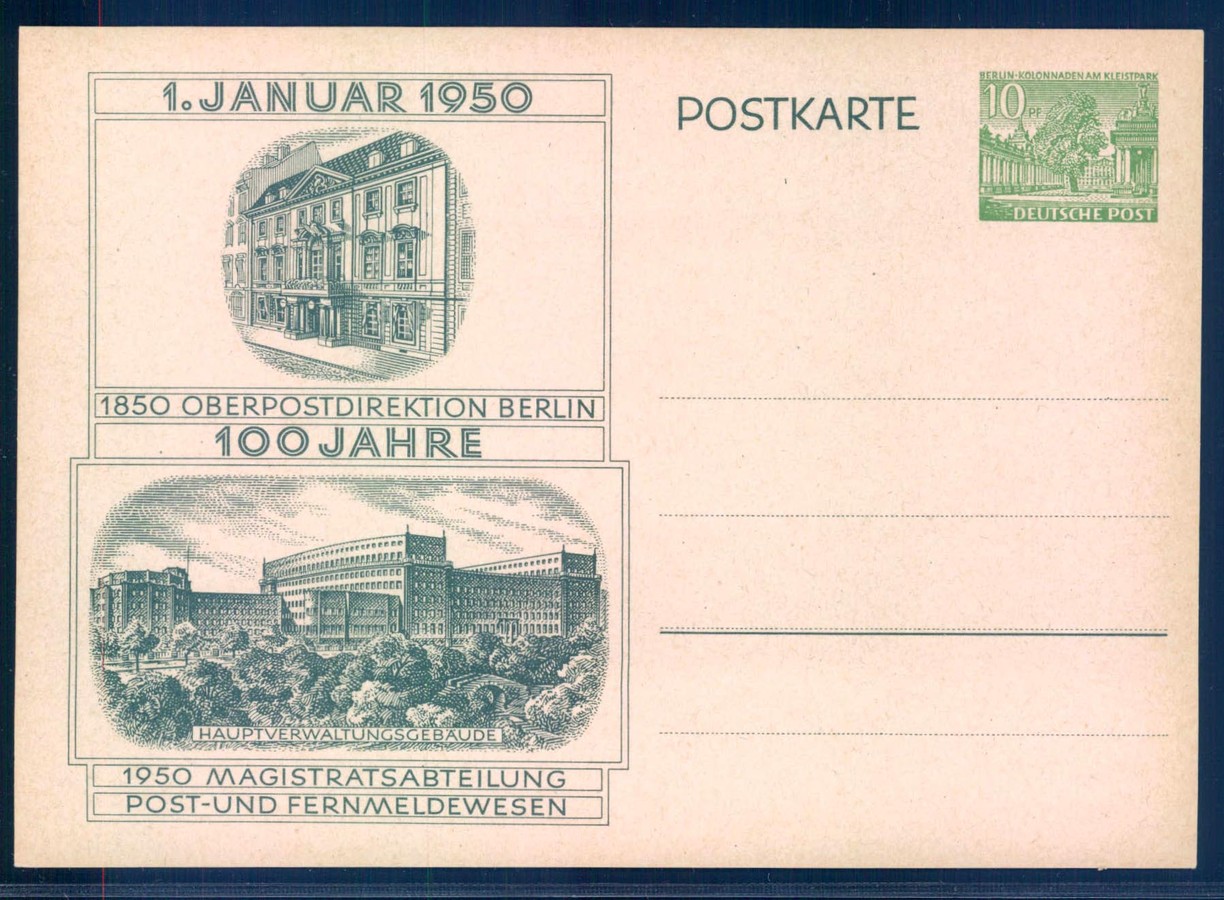 1. JANUAR 1950
1850 OBERPOSTDIREKTION BERLIN
100 JAHRE
HAUPTVERWALTUNGSGEBÄUDE
1950 MAGISTRATSABTEILUNG
POST-UND FERNMELDEWESEN
POSTKARTE
BERLIN·KOLONNADEN AM KLEISTPARK
10 PF
DEUTSCHE POST